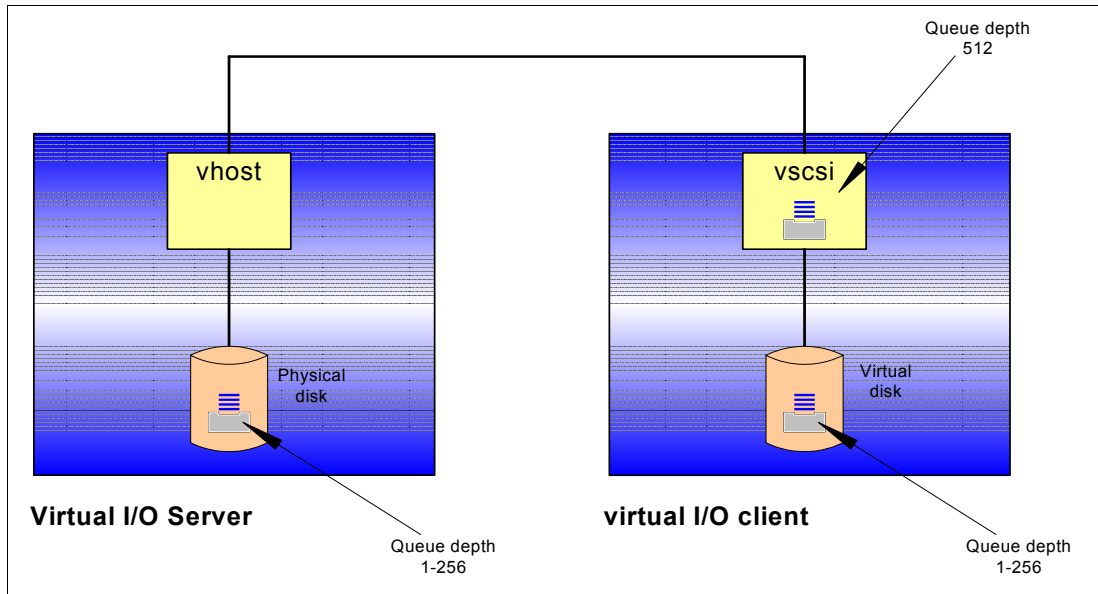 Queue depth
512
vhost
vscsi
Physical
disk
Virtual
disk
Virtual I/O Server
virtual I/O client
Queue depth
1-256
Queue depth
1-256